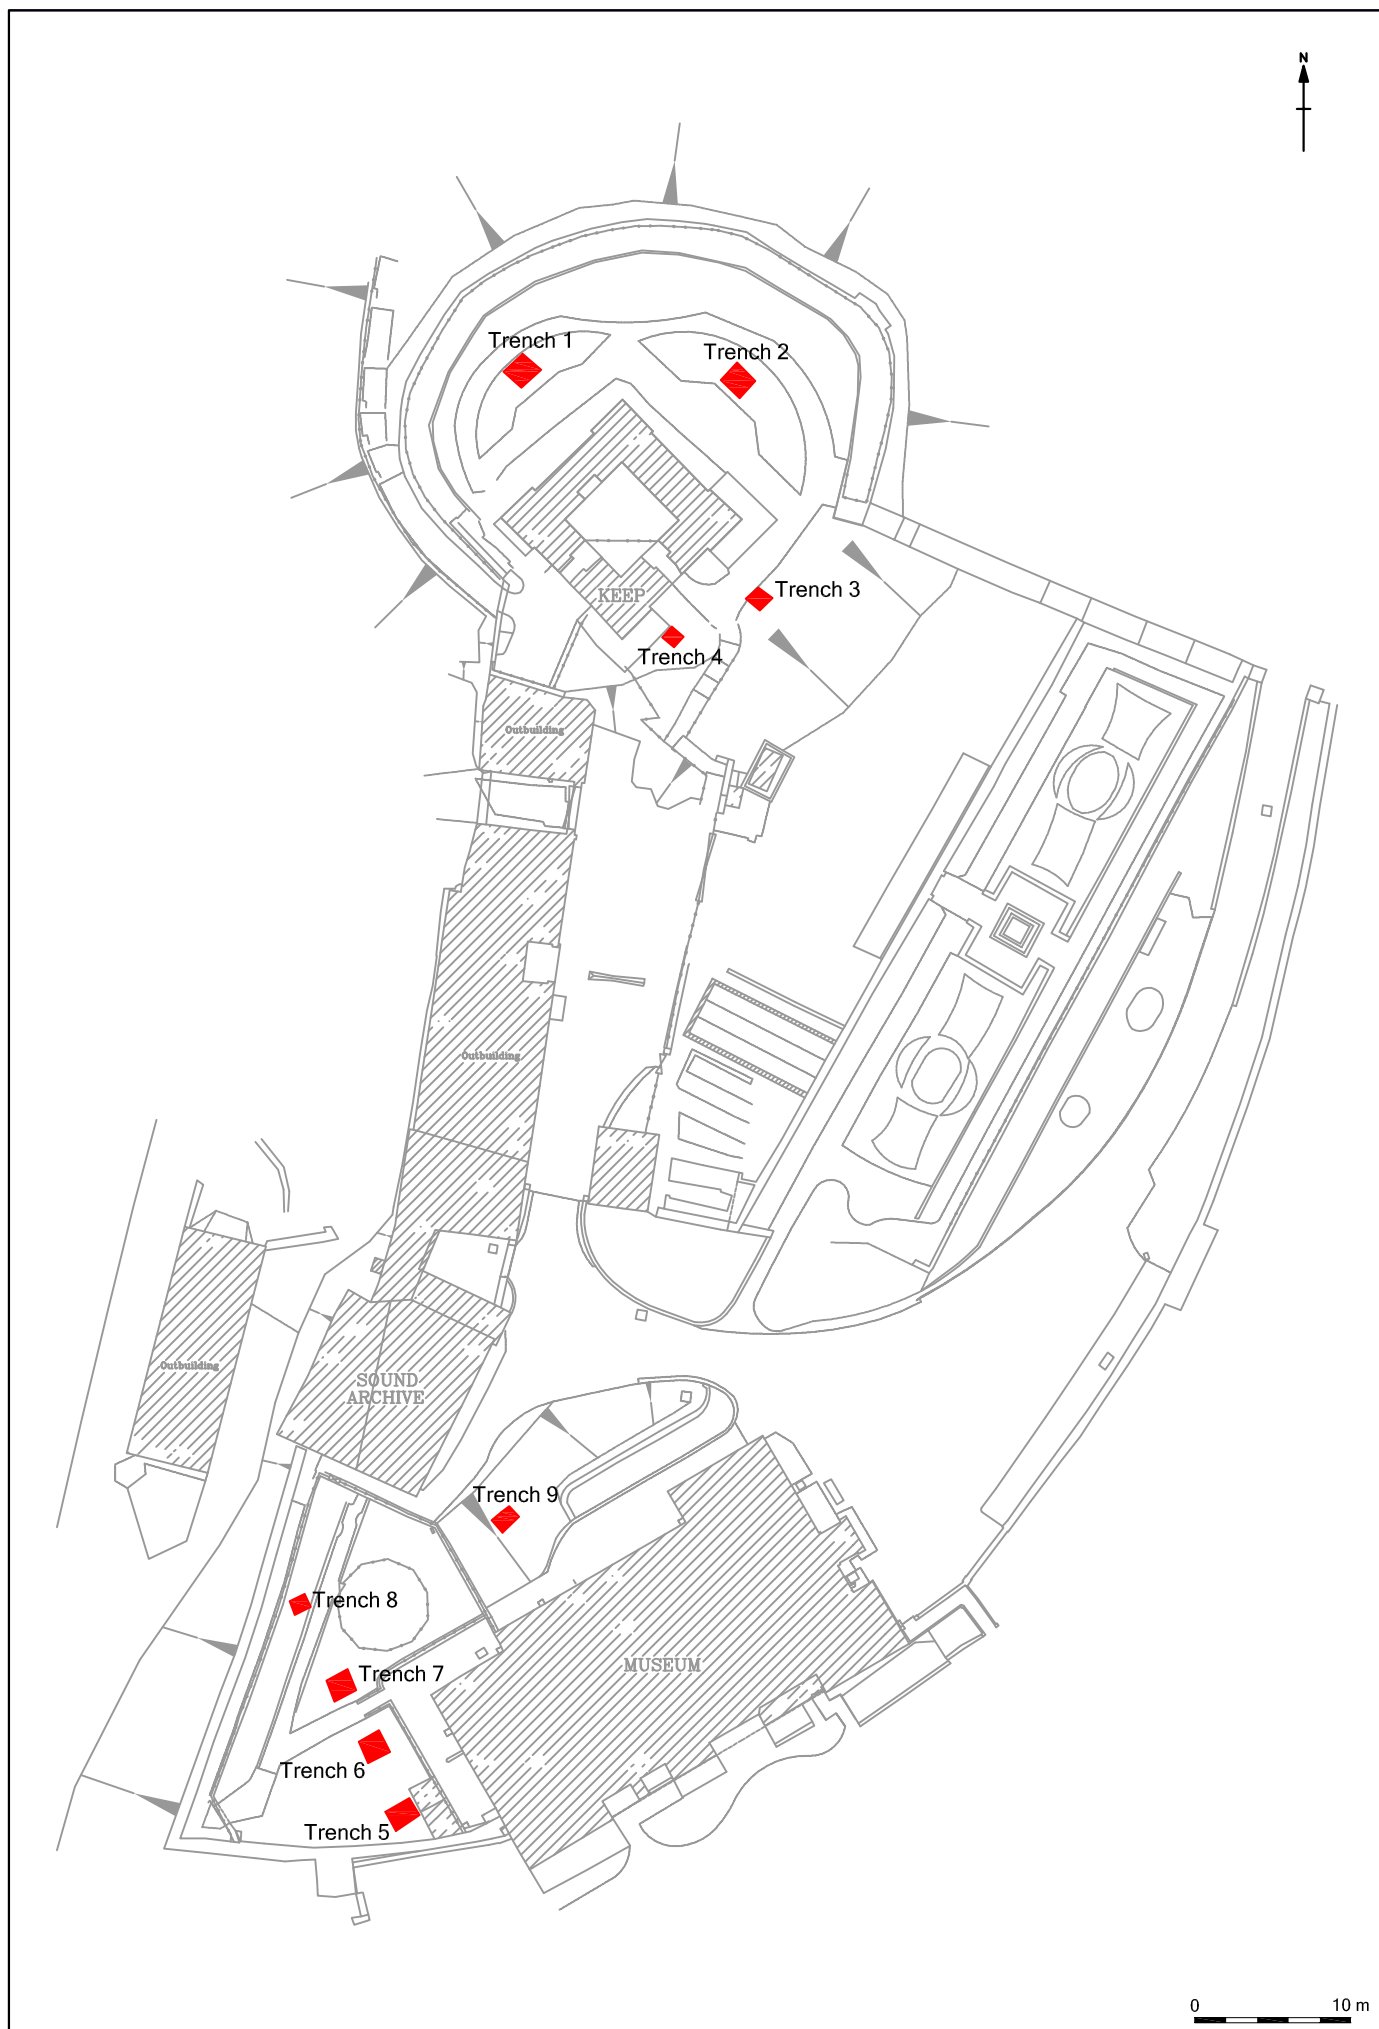 N
Trench 1
Trench 2
Trench 3
KEEP
Trench 4
Outbuilding
Outbuilding
Outbuilding
SOUND
ARCHIVE
Trench 9
Trench 8
MUSEUM
Trench 7
Trench 6
Trench 5
0 10 m